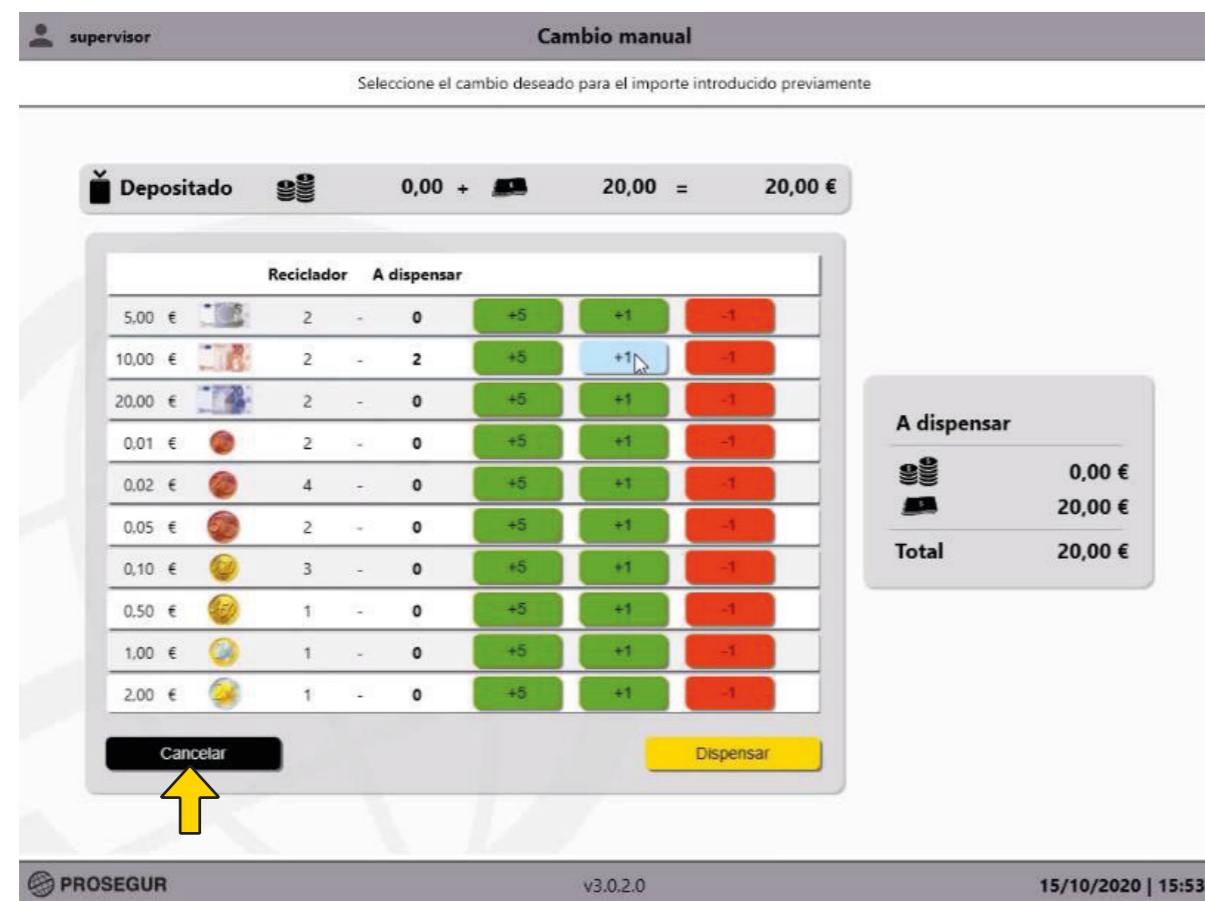 supervisor Cambio manual
Seleccione el cambio deseado para el importe introducido previamente
Depositado 0,00 + 20,00 = 20,00 €
Reciclador A dispensar
5,00 € 2 - 0 +5 +1 -1
10,00 € 2 - 2 +5 +1 -1
20,00 € 2 - 0 +5 +1 -1
0,01 € 2 - 0 +5 +1 -1
0,02 € 4 - 0 +5 +1 -1
0,05 € 2 - 0 +5 +1 -1
0,10 € 3 - 0 +5 +1 -1
0,50 € 1 - 0 +5 +1 -1
1,00 € 1 - 0 +5 +1 -1
2,00 € 1 - 0 +5 +1 -1
Cancelar Dispensar
A dispensar
0,00 €
20,00 €
Total 20,00 €
PROSEGUR v3.0.2.0 15/10/2020 | 15:53